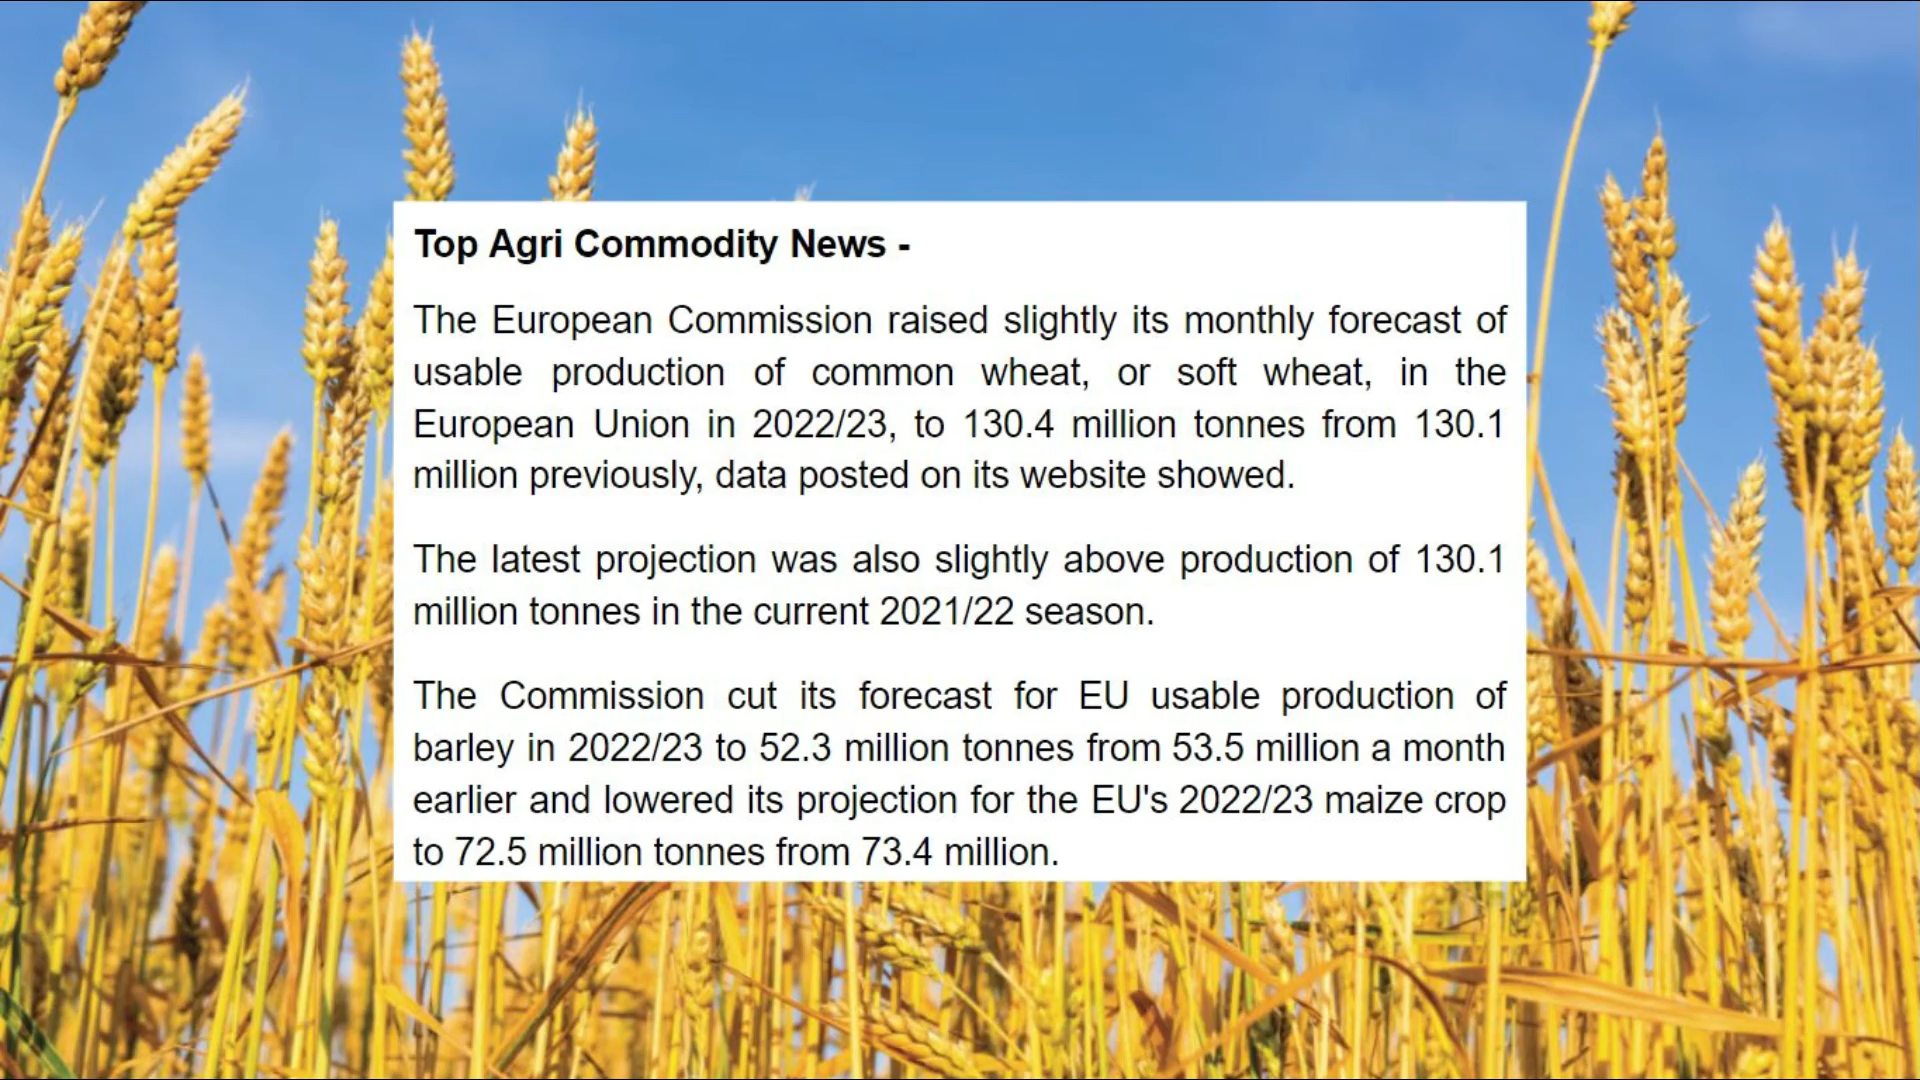 Top Agri Commodity News -
The European Commission raised slightly its monthly forecast of
usable production of common wheat, or soft wheat, in the
European Union in 2022/23, to 130.4 million tonnes from 130.1
million previously, data posted on its website showed.
The latest projection was also slightly above production of 130.1
million tonnes in the current 2021/22 season.
The Commission cut its forecast for EU usable production of
barley in 2022/23 to 52.3 million tonnes from 53.5 million a month
earlier and lowered its projection for the EU's 2022/23 maize crop
to 72.5 million tonnes from 73.4 million.